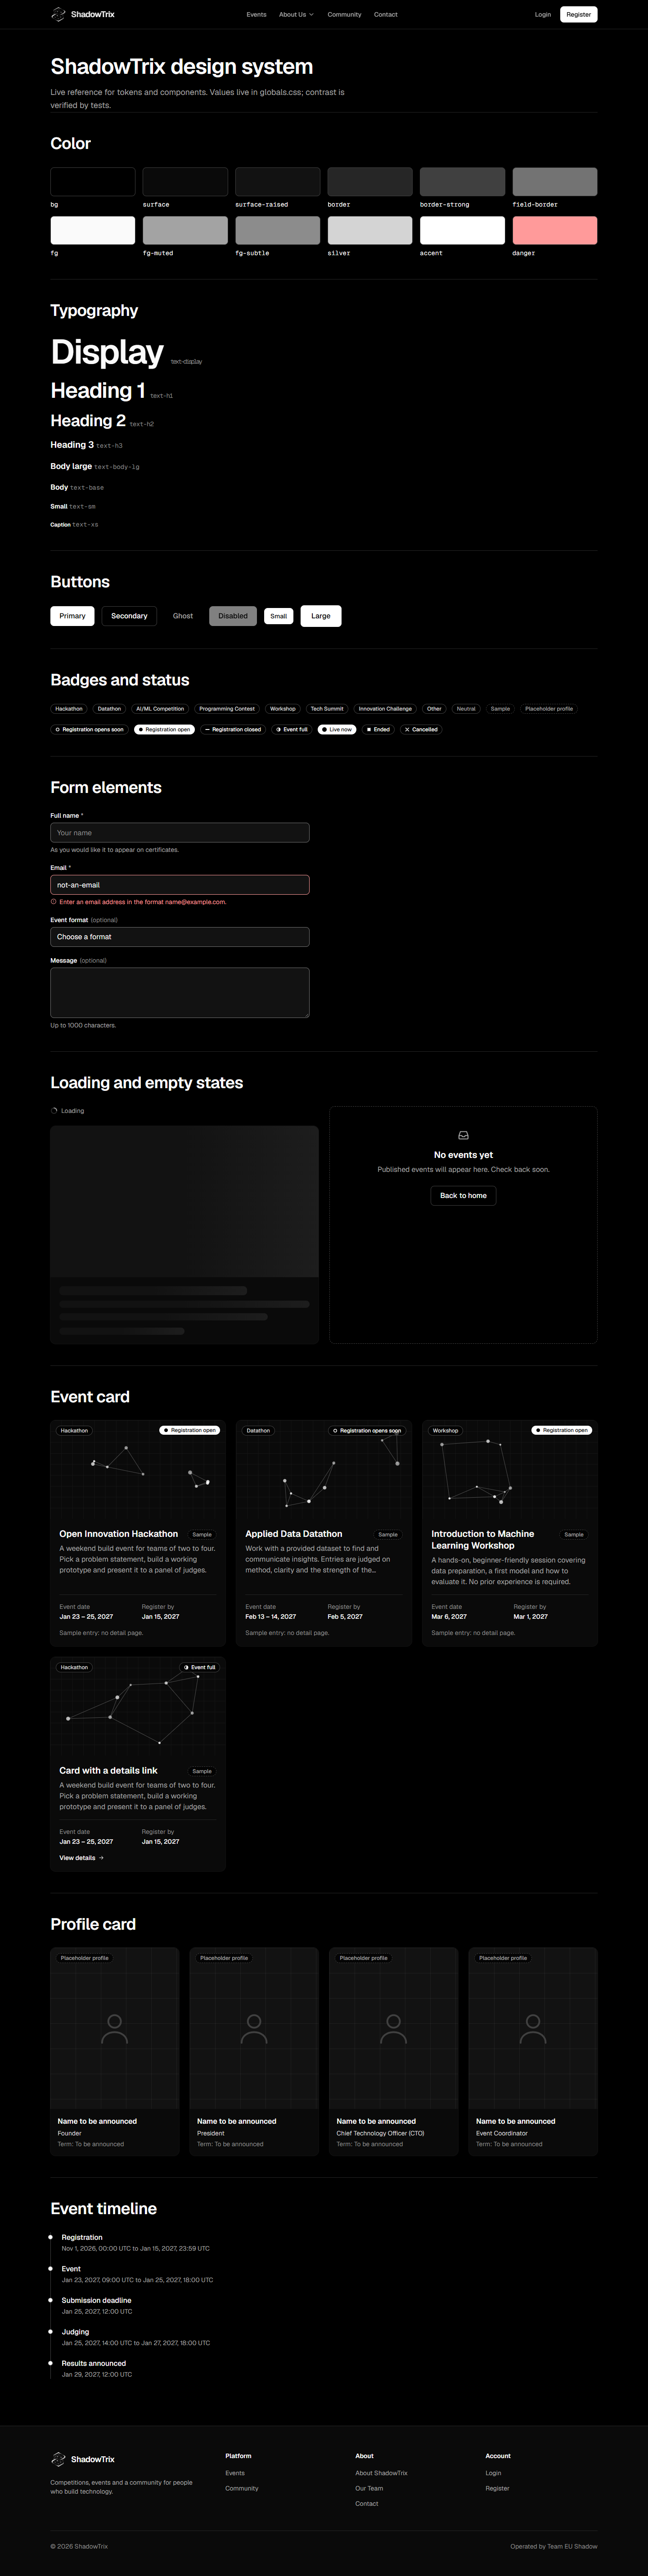 ShadowTrix
Events
About Us
Community
Contact
Login
Register
ShadowTrix design system
Live reference for tokens and components. Values live in globals.css; contrast is
verified by tests.
Color
bg
surface
surface-raised
border
border-strong
field-border
fg
fg-muted
fg-subtle
silver
accent
danger
Typography
Display text-display
Heading 1 text-h1
Heading 2 text-h2
Heading 3 text-h3
Body large text-body-lg
Body text-base
Small text-sm
Caption text-xs
Buttons
Primary
Secondary
Ghost
Disabled
Small
Large
Badges and status
Hackathon
Datathon
AI/ML Competition
Programming Contest
Workshop
Tech Summit
Innovation Challenge
Other
Neutral
Sample
Placeholder profile
Registration opens soon
Registration open
Registration closed
Event full
Live now
Ended
Cancelled
Form elements
Full name *
Your name
As you would like it to appear on certificates.
Email *
not-an-email
Enter an email address in the format name@example.com.
Event format (optional)
Choose a format
Message (optional)
Up to 1000 characters.
Loading and empty states
Loading
No events yet
Published events will appear here. Check back soon.
Back to home
Event card
Hackathon
Registration open
Open Innovation Hackathon
Sample
A weekend build event for teams of two to four.
Pick a problem statement, build a working
prototype and present it to a panel of judges.
Event date
Register by
Jan 23 – 25, 2027
Jan 15, 2027
Sample entry: no detail page.
Datathon
Registration opens soon
Applied Data Datathon
Sample
Work with a provided dataset to find and
communicate insights. Entries are judged on
method, clarity and the strength of the…
Event date
Register by
Feb 13 – 14, 2027
Feb 5, 2027
Sample entry: no detail page.
Workshop
Registration open
Introduction to Machine
Learning Workshop
Sample
A hands-on, beginner-friendly session covering
data preparation, a first model and how to
evaluate it. No prior experience is required.
Event date
Register by
Mar 6, 2027
Mar 1, 2027
Sample entry: no detail page.
Hackathon
Event full
Card with a details link
Sample
A weekend build event for teams of two to four.
Pick a problem statement, build a working
prototype and present it to a panel of judges.
Event date
Register by
Jan 23 – 25, 2027
Jan 15, 2027
View details →
Profile card
Placeholder profile
Name to be announced
Founder
Term: To be announced
Placeholder profile
Name to be announced
President
Term: To be announced
Placeholder profile
Name to be announced
Chief Technology Officer (CTO)
Term: To be announced
Placeholder profile
Name to be announced
Event Coordinator
Term: To be announced
Event timeline
Registration
Nov 1, 2026, 00:00 UTC to Jan 15, 2027, 23:59 UTC
Event
Jan 23, 2027, 09:00 UTC to Jan 25, 2027, 18:00 UTC
Submission deadline
Jan 25, 2027, 12:00 UTC
Judging
Jan 25, 2027, 14:00 UTC to Jan 27, 2027, 18:00 UTC
Results announced
Jan 29, 2027, 12:00 UTC
ShadowTrix
Competitions, events and a community for people
who build technology.
Platform
Events
Community
About
About ShadowTrix
Our Team
Contact
Account
Login
Register
© 2026 ShadowTrix
Operated by Team EU Shadow